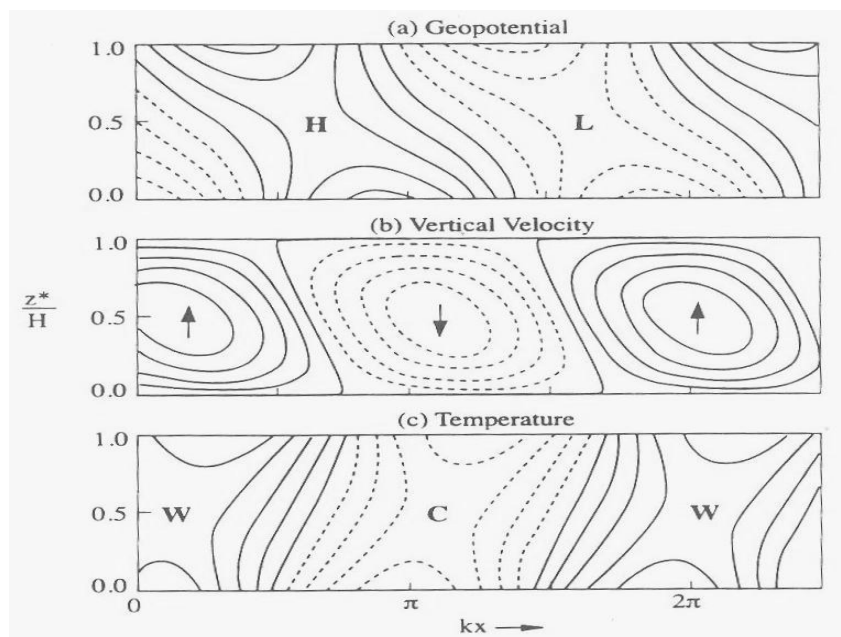 (a) Geopotential
1.0
0.5
0.0
H
L
(b) Vertical Velocity
1.0
z*
H
0.5
0.0
(c) Temperature
1.0
0.5
0.0
W
C
W
0
π
2π
kx